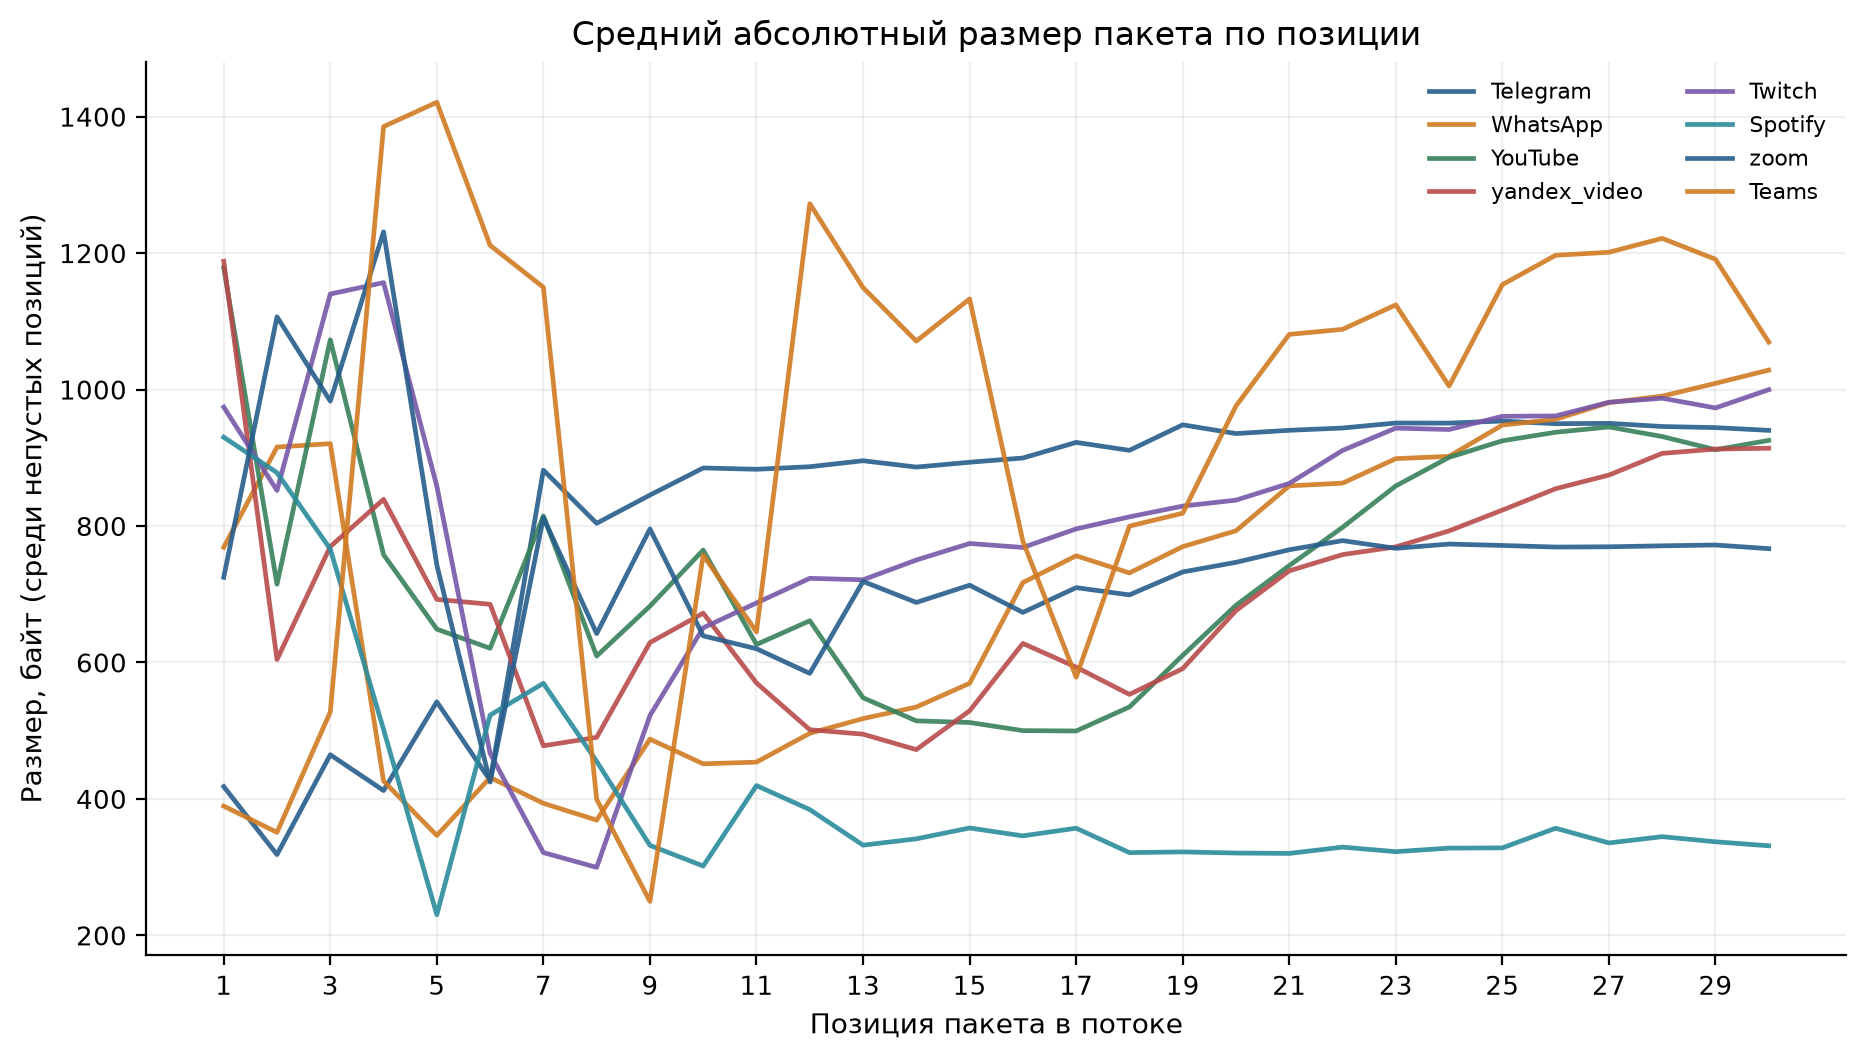 Средний абсолютный размер пакета по позиции
Размер, байт (среди непустых позиций)
1400
1200
1000
800
600
400
200
Telegram
WhatsApp
YouTube
yandex_video
Twitch
Spotify
zoom
Teams
1 3 5 7 9 11 13 15 17 19 21 23 25 27 29
Позиция пакета в потоке